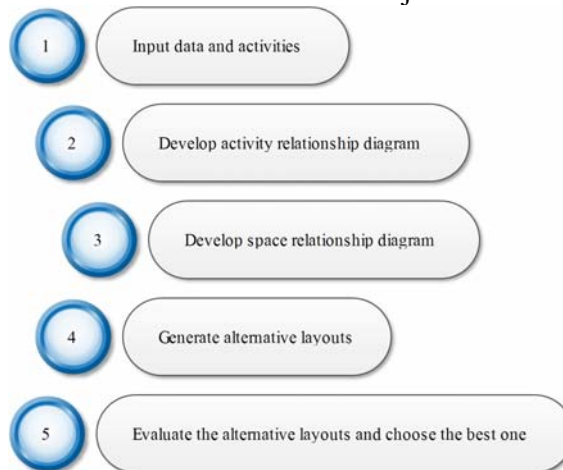 1 Input data and activities
2 Develop activity relationship diagram
3 Develop space relationship diagram
4 Generate alternative layouts
5 Evaluate the alternative layouts and choose the best one